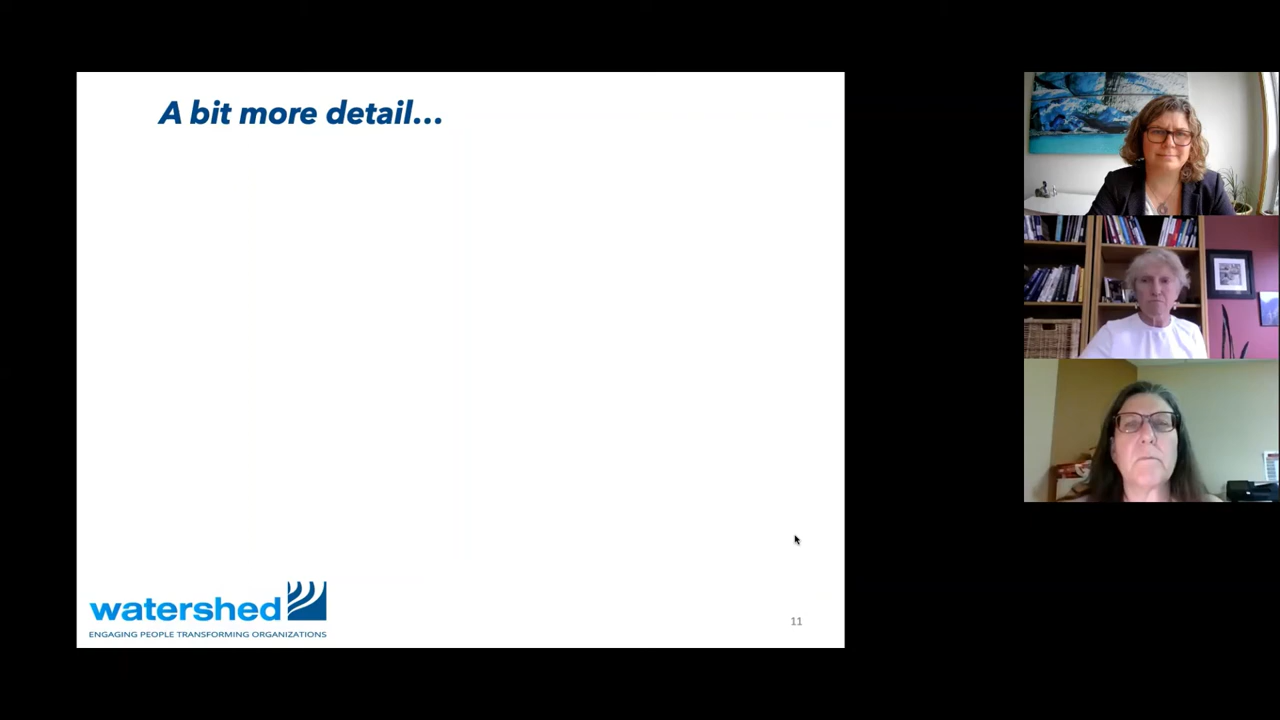 A bit more detail...
watershed
ENGAGING PEOPLE TRANSFORMING ORGANIZATIONS
11